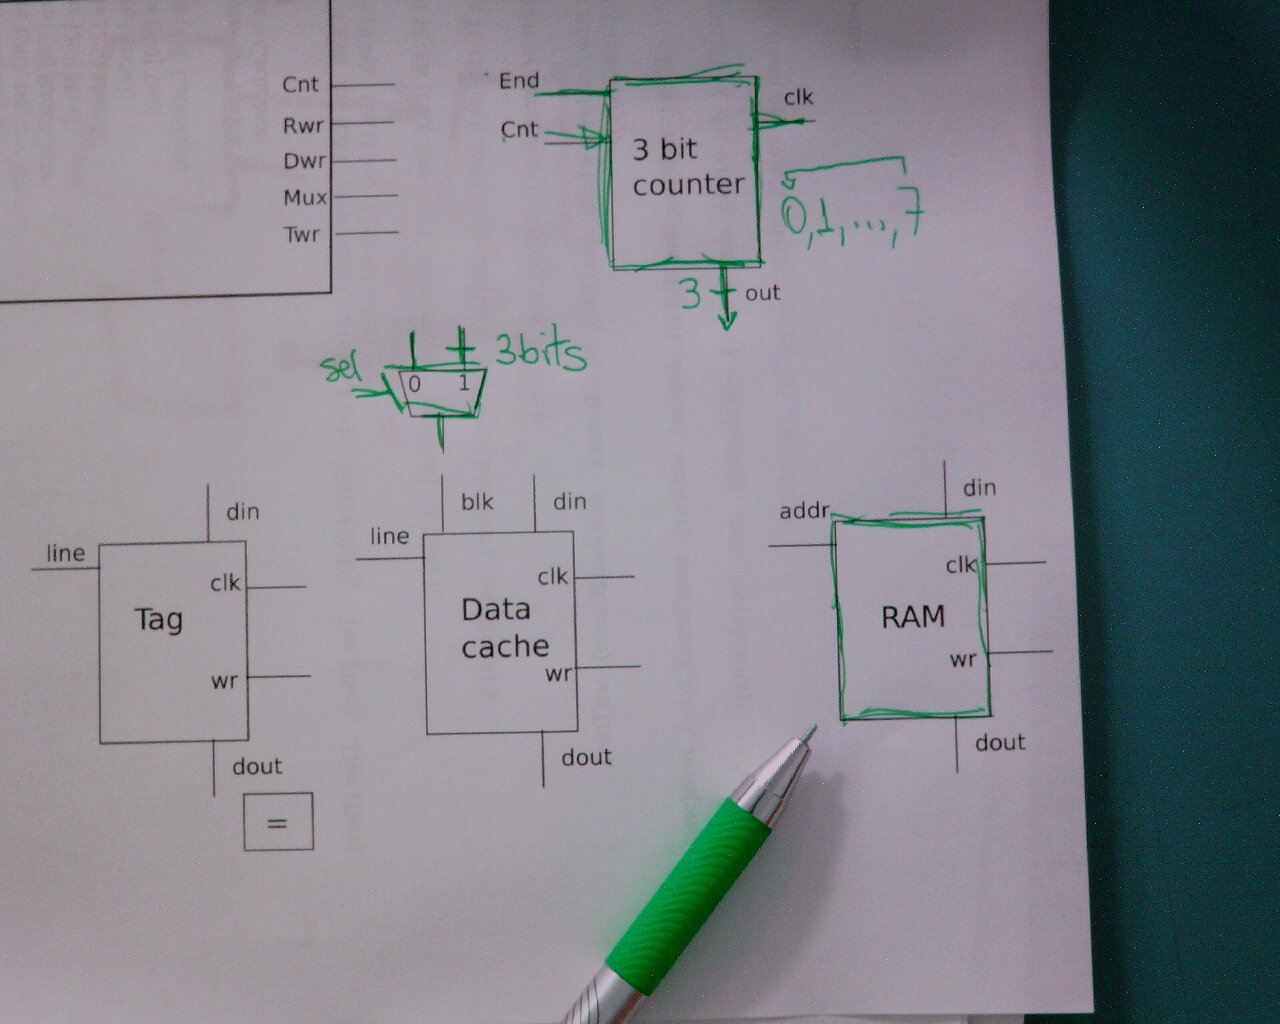 Cnt
Rwr
Dwr
Mux
Twr
End
Cnt
3 bit
counter
clk
0,1,...,7
3
out
sel
0 1
3bits
line
din
clk
Tag
wr
dout
=
line
blk
din
clk
Data
cache
wr
dout
addr
din
clk
RAM
wr
dout